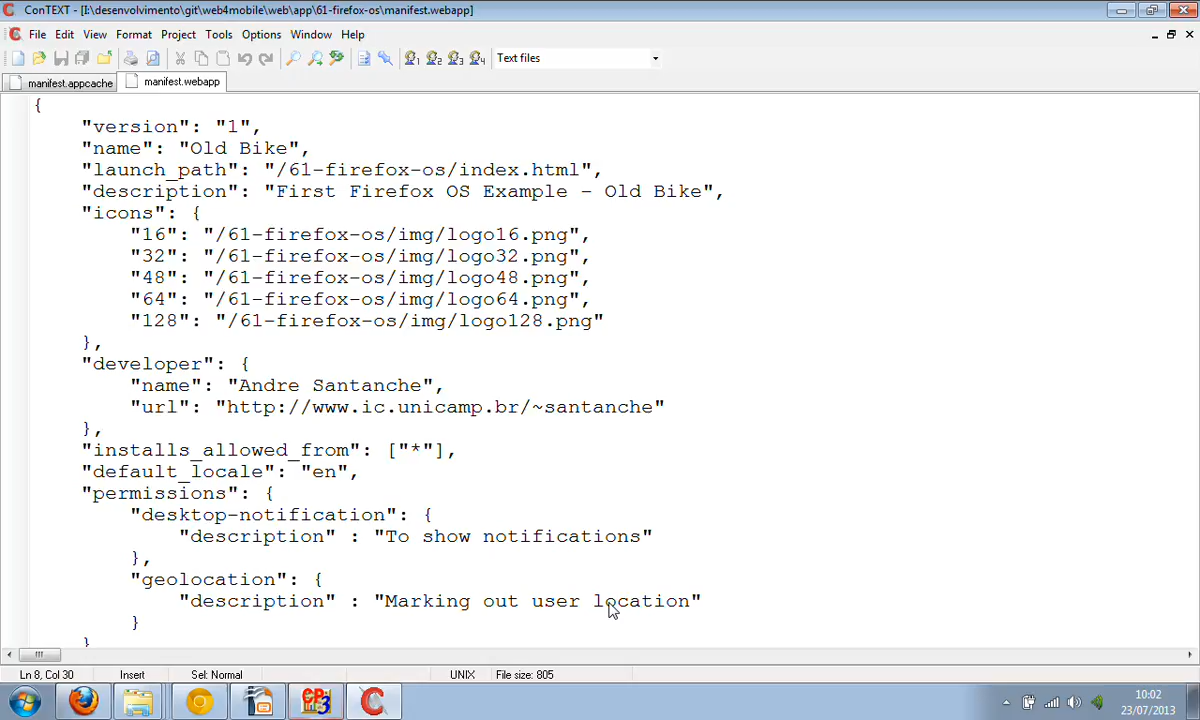 ConTEXT - [I:\desenvolvimento\git\web4mobile\web\app\61-firefox-os\manifest.webapp]
File Edit View Format Project Tools Options Window Help
1 2 3 4 Text files
manifest.appcache manifest.webapp
{
"version": "1",
"name": "Old Bike",
"launch_path": "/61-firefox-os/index.html",
"description": "First Firefox OS Example - Old Bike",
"icons": {
"16": "/61-firefox-os/img/logo16.png",
"32": "/61-firefox-os/img/logo32.png",
"48": "/61-firefox-os/img/logo48.png",
"64": "/61-firefox-os/img/logo64.png",
"128": "/61-firefox-os/img/logo128.png"
},
"developer": {
"name": "Andre Santanche",
"url": "http://www.ic.unicamp.br/~santanche"
},
"installs_allowed_from": ["*"],
"default_locale": "en",
"permissions": {
"desktop-notification": {
"description" : "To show notifications"
},
"geolocation": {
"description" : "Marking out user location"
}
}
Ln 8, Col 30 Insert Sel: Normal UNIX File size: 805
10:02
23/07/2013